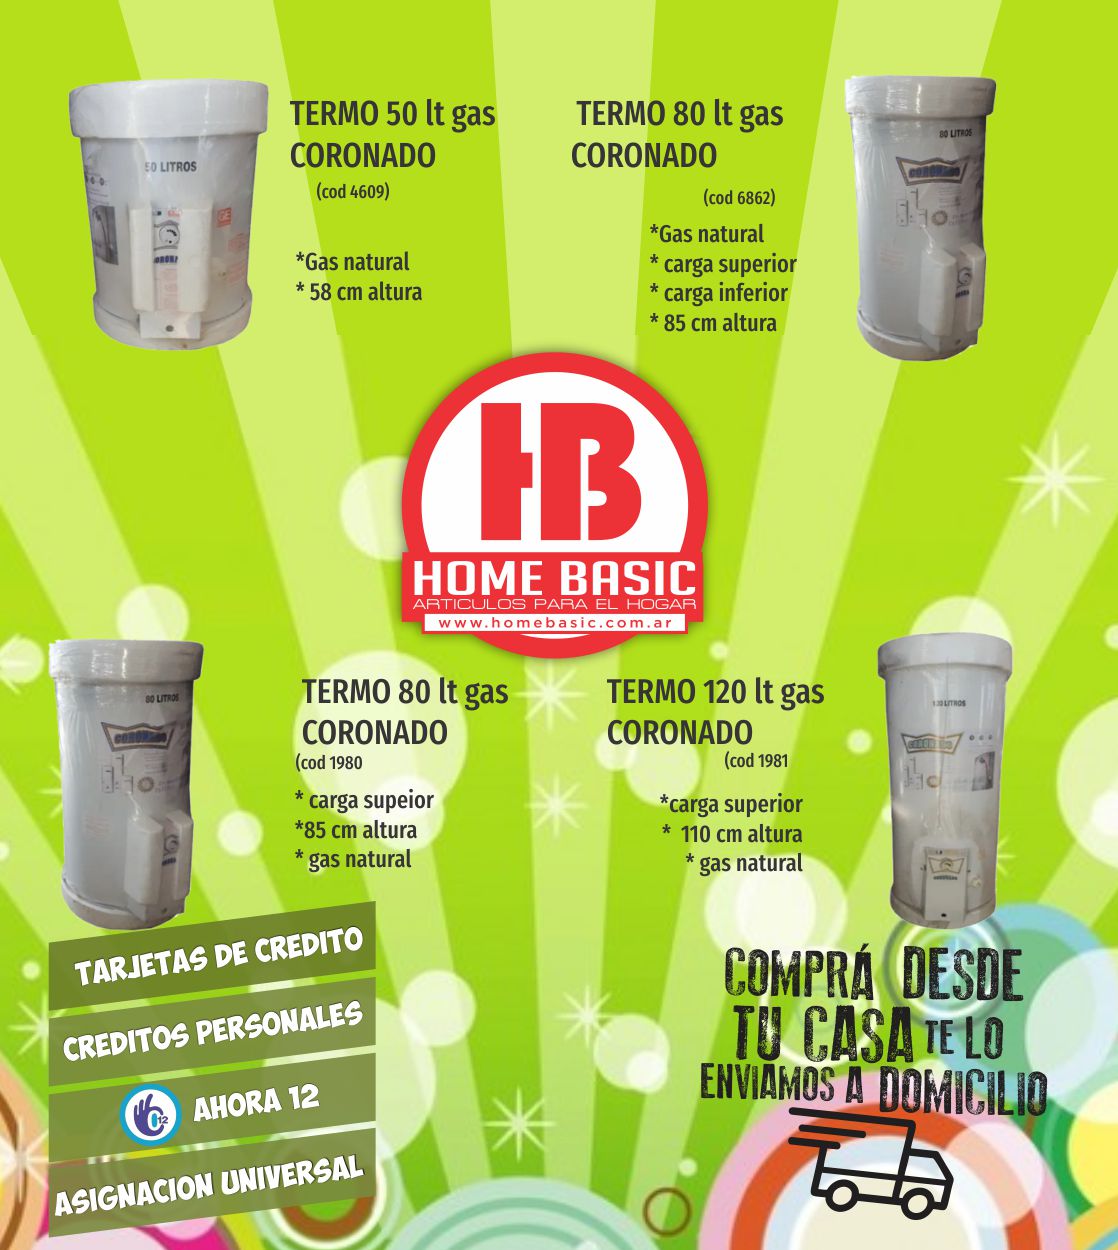 TERMO 50 lt gas
CORONADO
(cod 4609)
*Gas natural
* 58 cm altura
50 LITROS
TERMO 80 lt gas
CORONADO
(cod 6862)
*Gas natural
* carga superior
* carga inferior
* 85 cm altura
80 LITROS
CORONADO
HB
HOME BASIC
ARTICULOS PARA EL HOGAR
www.homebasic.com.ar
TERMO 80 lt gas
CORONADO
(cod 1980
* carga supeior
*85 cm altura
* gas natural
80 LITROS
CORONADO
TERMO 120 lt gas
CORONADO
(cod 1981
*carga superior
* 110 cm altura
* gas natural
120 LITROS
CORONADO
TARJETAS DE CREDITO
CREDITOS PERSONALES
12 AHORA 12
ASIGNACION UNIVERSAL
COMPRÁ DESDE
TU CASA TE LO
ENVIAMOS A DOMICILIO